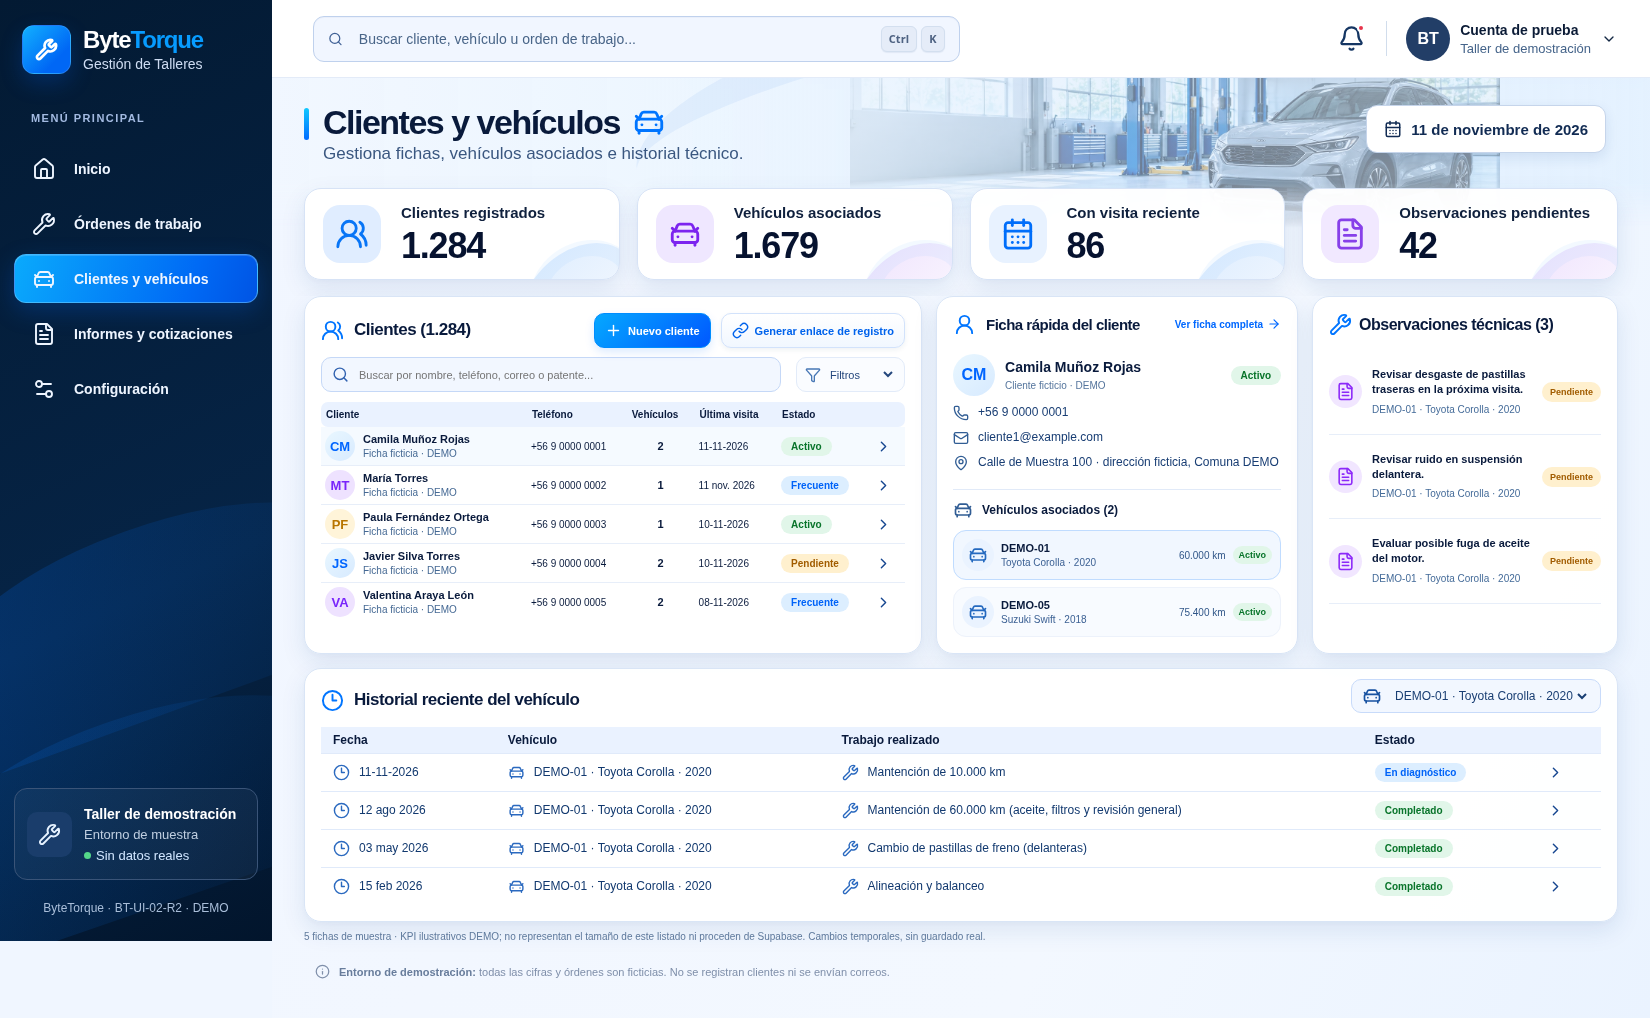 ByteTorque
Gestión de Talleres
MENÚ PRINCIPAL
Inicio
Órdenes de trabajo
Clientes y vehículos
Informes y cotizaciones
Configuración
Taller de demostración
Entorno de muestra
Sin datos reales
ByteTorque · BT-UI-02-R2 · DEMO
Buscar cliente, vehículo u orden de trabajo...
Ctrl K
BT
Cuenta de prueba
Taller de demostración
Clientes y vehículos
Gestiona fichas, vehículos asociados e historial técnico.
11 de noviembre de 2026
Clientes registrados
1.284
Vehículos asociados
1.679
Con visita reciente
86
Observaciones pendientes
42
Clientes (1.284)
Nuevo cliente
Generar enlace de registro
Buscar por nombre, teléfono, correo o patente...
Filtros
Cliente Teléfono Vehículos Última visita Estado
CM Camila Muñoz Rojas +56 9 0000 0001 2 11-11-2026 Activo
Ficha ficticia · DEMO
MT María Torres +56 9 0000 0002 1 11 nov. 2026 Frecuente
Ficha ficticia · DEMO
PF Paula Fernández Ortega +56 9 0000 0003 1 10-11-2026 Activo
Ficha ficticia · DEMO
JS Javier Silva Torres +56 9 0000 0004 2 10-11-2026 Pendiente
Ficha ficticia · DEMO
VA Valentina Araya León +56 9 0000 0005 2 08-11-2026 Frecuente
Ficha ficticia · DEMO
Ficha rápida del cliente
Ver ficha completa
CM
Camila Muñoz Rojas
Cliente ficticio · DEMO
Activo
+56 9 0000 0001
cliente1@example.com
Calle de Muestra 100 · dirección ficticia, Comuna DEMO
Vehículos asociados (2)
DEMO-01
Toyota Corolla · 2020
60.000 km Activo
DEMO-05
Suzuki Swift · 2018
75.400 km Activo
Observaciones técnicas (3)
Revisar desgaste de pastillas
traseras en la próxima visita.
DEMO-01 · Toyota Corolla · 2020
Pendiente
Revisar ruido en suspensión
delantera.
DEMO-01 · Toyota Corolla · 2020
Pendiente
Evaluar posible fuga de aceite
del motor.
DEMO-01 · Toyota Corolla · 2020
Pendiente
Historial reciente del vehículo
DEMO-01 · Toyota Corolla · 2020
Fecha Vehículo Trabajo realizado Estado
11-11-2026 DEMO-01 · Toyota Corolla · 2020 Mantención de 10.000 km En diagnóstico
12 ago 2026 DEMO-01 · Toyota Corolla · 2020 Mantención de 60.000 km (aceite, filtros y revisión general) Completado
03 may 2026 DEMO-01 · Toyota Corolla · 2020 Cambio de pastillas de freno (delanteras) Completado
15 feb 2026 DEMO-01 · Toyota Corolla · 2020 Alineación y balanceo Completado
5 fichas de muestra · KPI ilustrativos DEMO; no representan el tamaño de este listado ni proceden de Supabase. Cambios temporales, sin guardado real.
Entorno de demostración: todas las cifras y órdenes son ficticias. No se registran clientes ni se envían correos.